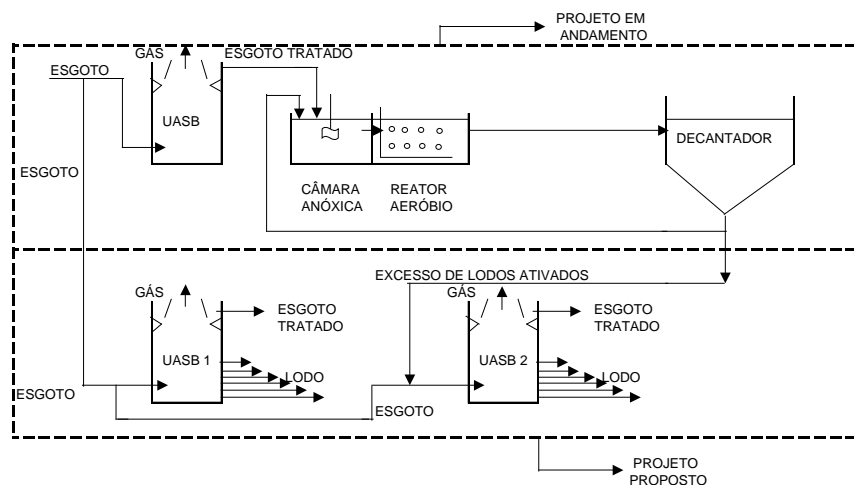 PROJETO EM
ANDAMENTO
GÁS
ESGOTO TRATADO
ESGOTO
UASB
DECANTADOR
ESGOTO
CÂMARA
ANÓXICA
REATOR
AERÓBIO
EXCESSO DE LODOS ATIVADOS
GÁS
ESGOTO
TRATADO
GÁS
ESGOTO
TRATADO
UASB 1
LODO
UASB 2
LODO
ESGOTO
ESGOTO
PROJETO
PROPOSTO